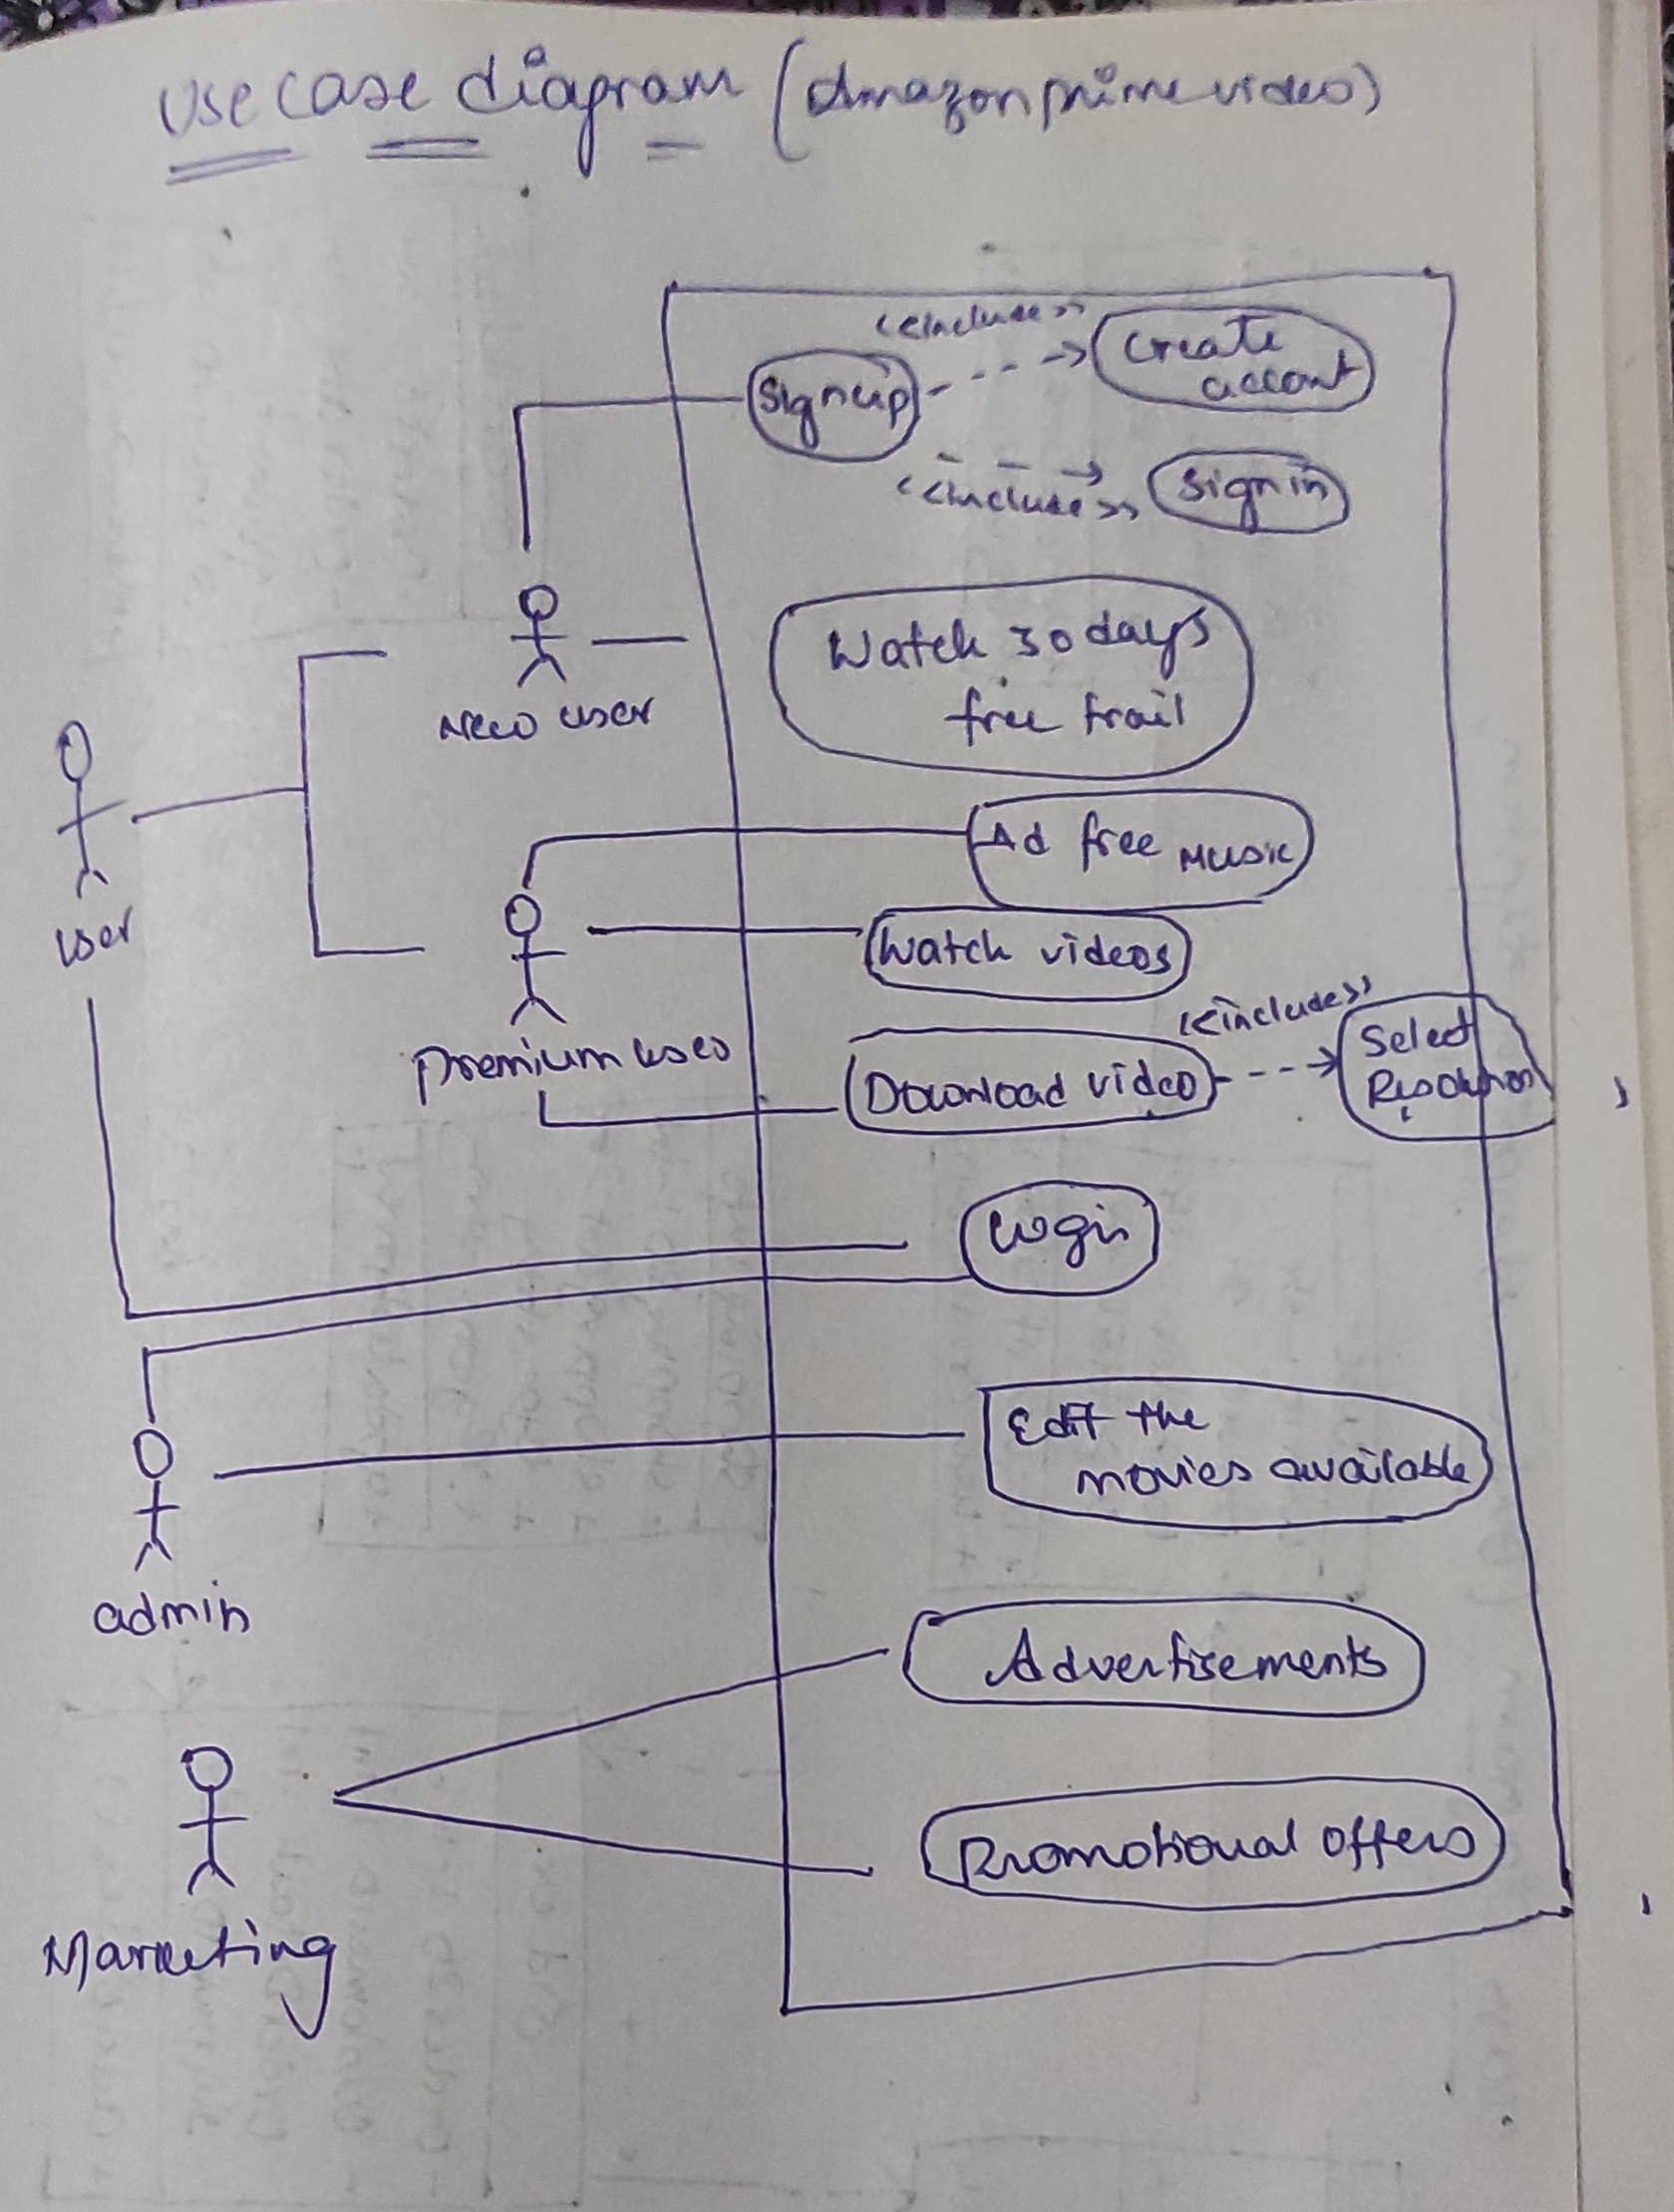 use case diagram (Amazon prime video)
<<include>>
Create
accont
Signup
<<include>>
Sign in
Watch 30 days
free trail
New user
Ad free Music
User
Watch videos
<<include>>
Select
Resolution
Premium User
Download video
Login
Edit the
movies available
admin
Advertisements
Promotional offers
Marketing